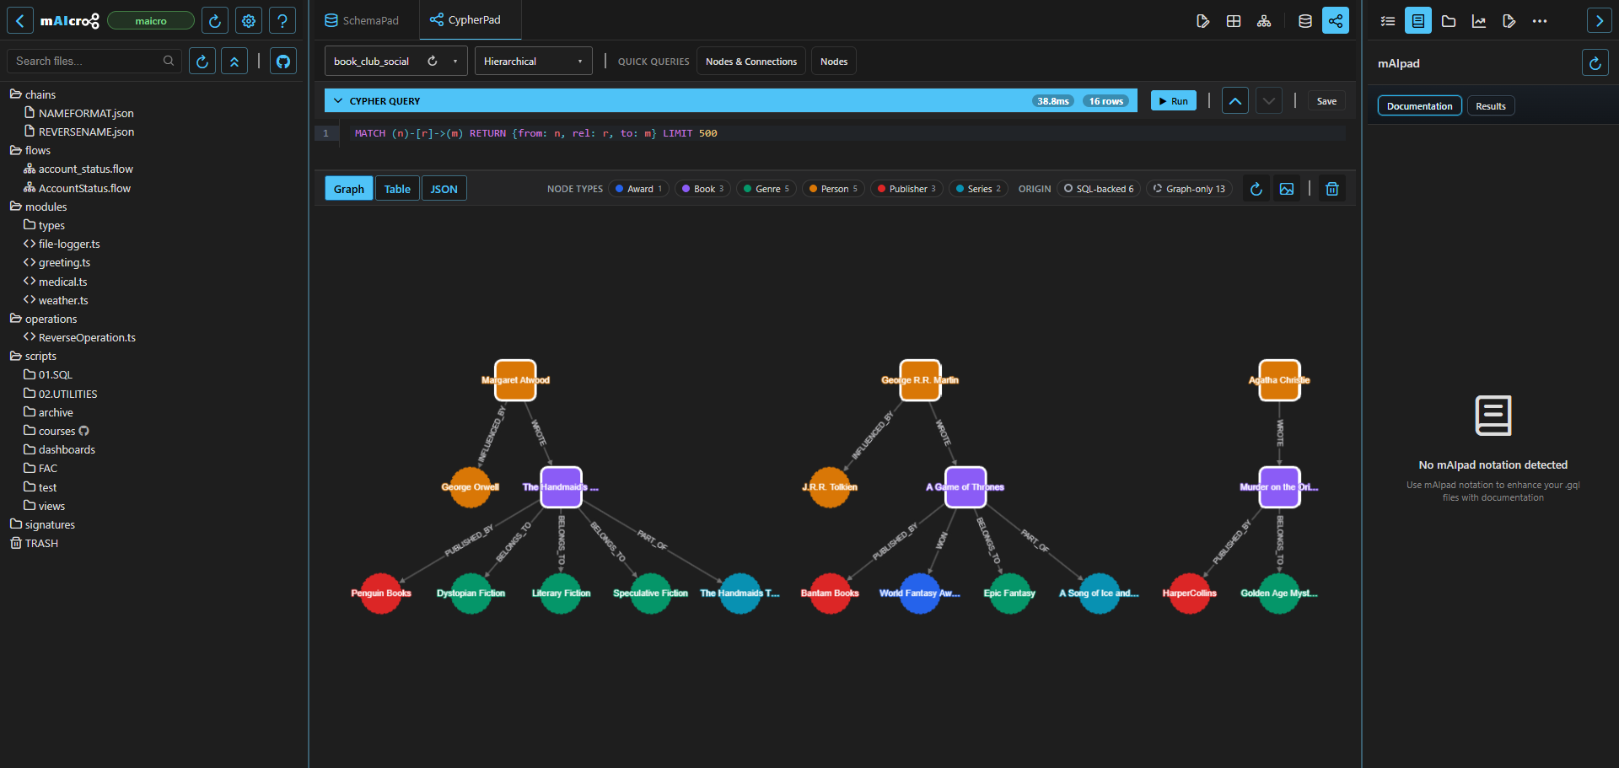 mAIcro
maicro
?
SchemaPad
CypherPad
Search files...
book_club_social
Hierarchical
QUICK QUERIES
Nodes & Connections
Nodes
mAIpad
chains
NAMEFORMAT.json
REVERSENAME.json
flows
account_status.flow
AccountStatus.flow
modules
types
file-logger.ts
greeting.ts
medical.ts
weather.ts
operations
ReverseOperation.ts
scripts
01.SQL
02.UTILITIES
archive
courses
dashboards
FAC
test
views
signatures
TRASH
CYPHER QUERY
38.8ms
16 rows
Run
Save
1 MATCH (n)-[r]->(m) RETURN {from: n, rel: r, to: m} LIMIT 500
Graph
Table
JSON
NODE TYPES
Award 1
Book 3
Genre 5
Person 5
Publisher 3
Series 2
ORIGIN
SQL-backed 6
Graph-only 13
Margaret Atwood
George R.R. Martin
Agatha Christie
INFLUENCED_BY
WROTE
INFLUENCED_BY
WROTE
WROTE
George Orwell
The Handmaid's ...
J.R.R. Tolkien
A Game of Thrones
Murder on the Ori...
PUBLISHED_BY
BELONGS_TO
BELONGS_TO
BELONGS_TO
PART_OF
PUBLISHED_BY
WON
BELONGS_TO
PART_OF
PUBLISHED_BY
BELONGS_TO
Penguin Books
Dystopian Fiction
Literary Fiction
Speculative Fiction
The Handmaids T...
Bantam Books
World Fantasy Aw...
Epic Fantasy
A Song of Ice and...
HarperCollins
Golden Age Myst...
Documentation
Results
No mAIpad notation detected
Use mAIpad notation to enhance your .gql
files with documentation